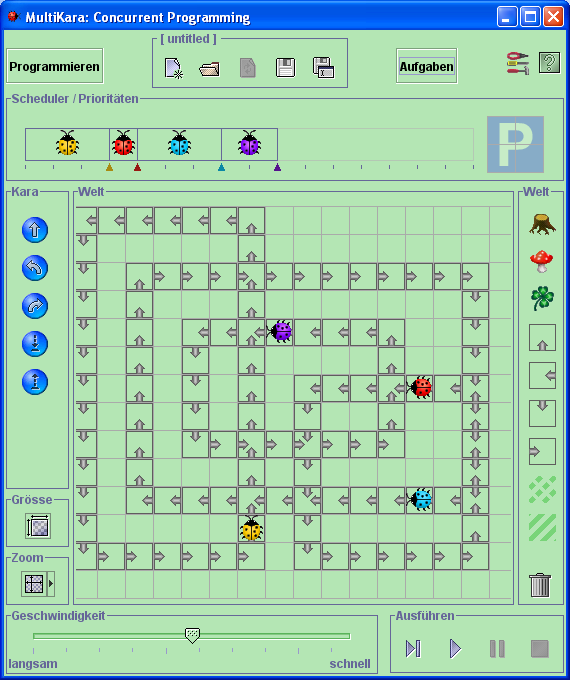 MultiKara: Concurrent Programming
[ untitled ]
Programmieren
Aufgaben
?
Scheduler / Prioritäten
P
Kara
Welt
Welt
Grösse
Zoom
Geschwindigkeit
langsam
schnell
Ausführen